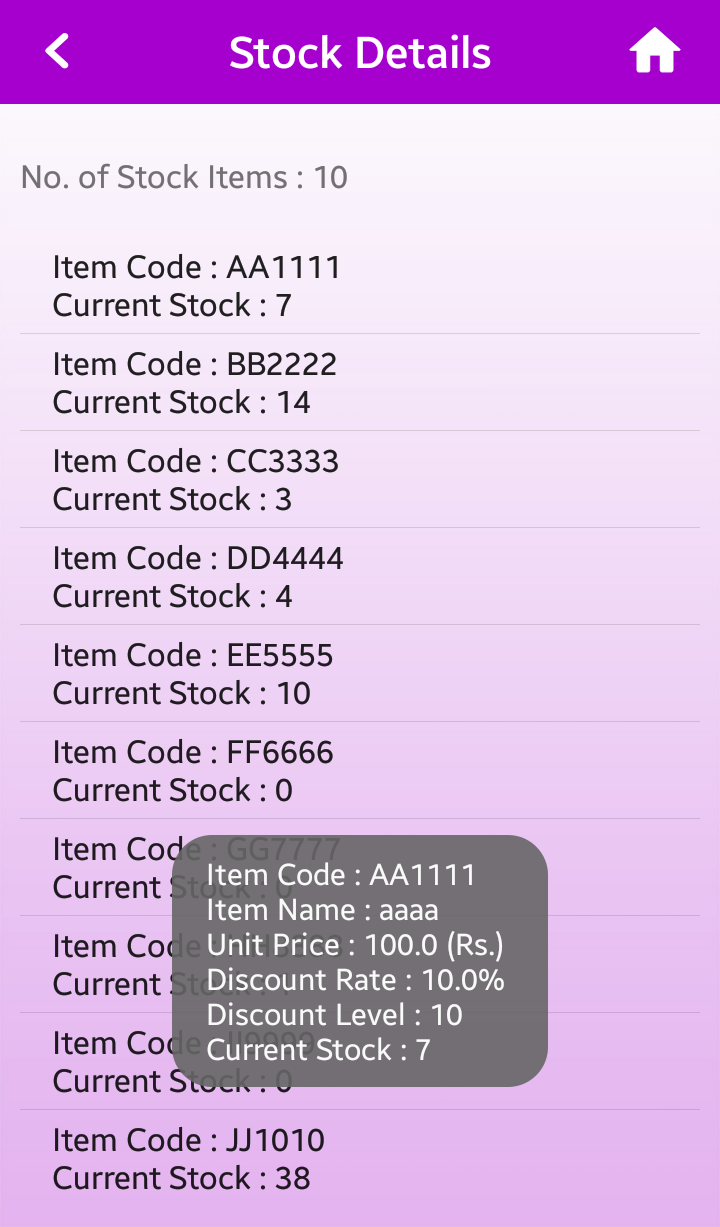 Stock Details
No. of Stock Items : 10
Item Code : AA1111
Current Stock : 7
Item Code : BB2222
Current Stock : 14
Item Code : CC3333
Current Stock : 3
Item Code : DD4444
Current Stock : 4
Item Code : EE5555
Current Stock : 10
Item Code : FF6666
Current Stock : 0
Item Code : GG7777
Current Stock : 0
Item Code :
Current Stock :
Item Code : II9999
Current Stock : 0
Item Code : JJ1010
Current Stock : 38
Item Code : AA1111
Item Name : aaaa
Unit Price : 100.0 (Rs.)
Discount Rate : 10.0%
Discount Level : 10
Current Stock : 7